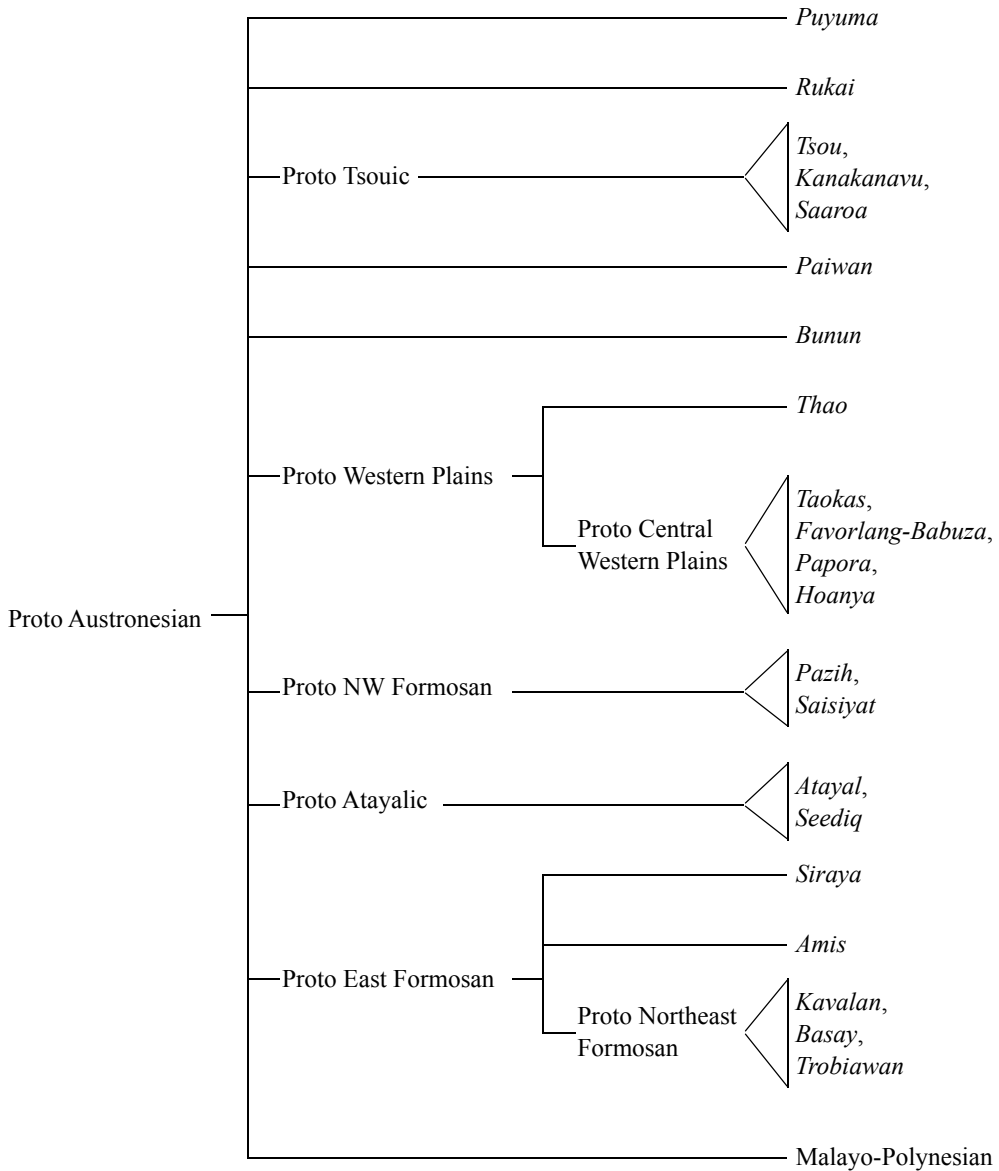 Puyuma
Rukai
Proto Tsouic
Tsou,
Kanakanavu,
Saaroa
Paiwan
Bunun
Thao
Proto Western Plains
Taokas,
Favorlang-Babuza,
Papora,
Hoanya
Proto Central
Western Plains
Proto Austronesian
Proto NW Formosan
Pazih,
Saisiyat
Proto Atayalic
Atayal,
Seediq
Siraya
Amis
Proto East Formosan
Proto Northeast
Formosan
Kavalan,
Basay,
Trobiawan
Malayo-Polynesian